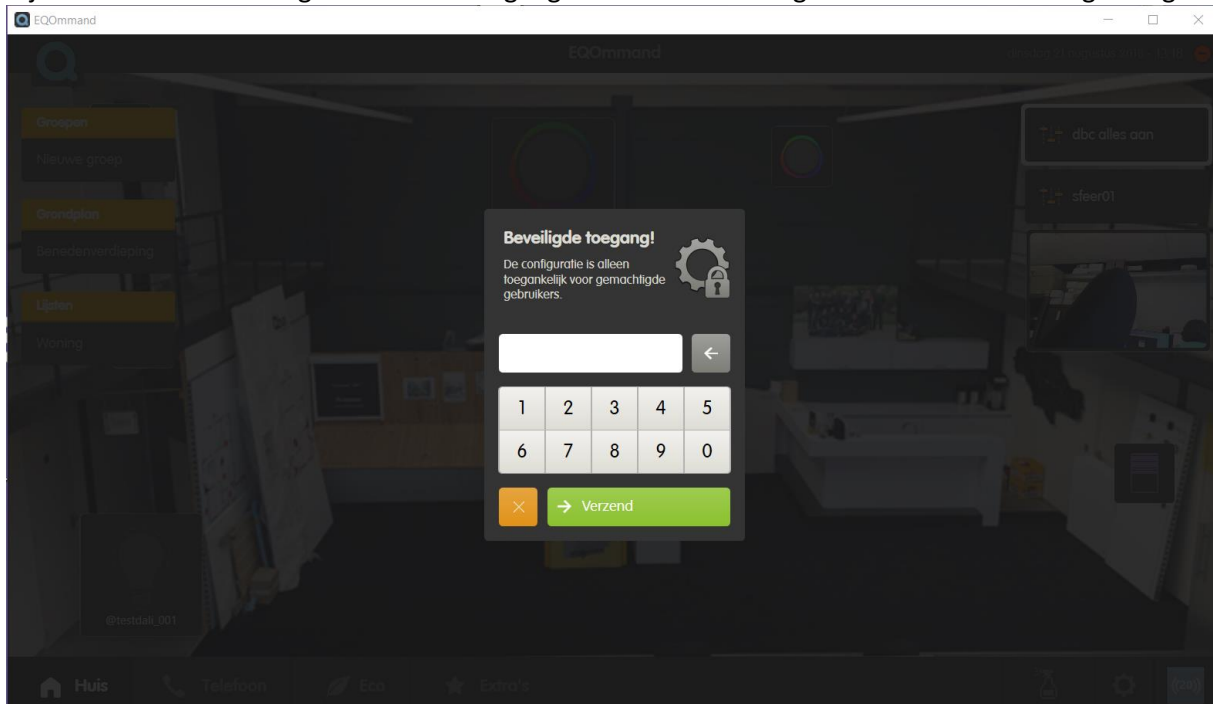 EQOmmand
EQOmmand
Groepen
Nieuwe groep
Grondplan
Benedenverdieping
Lijsten
Woning
dbc alles aan
sfeer01
Beveiligde toegang!
De configuratie is alleen
toegankelijk voor gemachtigde
gebruikers.
1 2 3 4 5
6 7 8 9 0
Verzend
@testdali_001
Huis Telefoon Eco Extra's